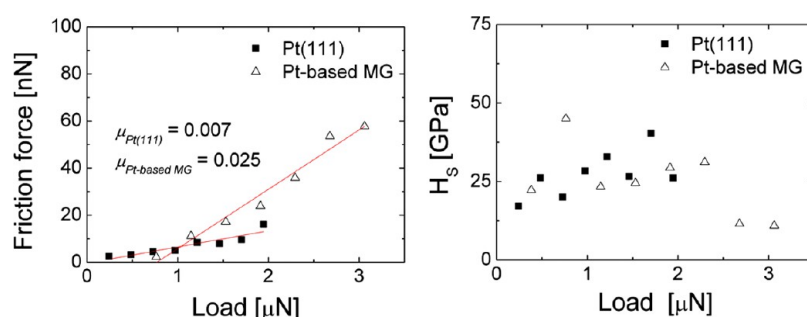 100
80
60
40
20
0
Friction force [nN]
■ Pt(111)
△ Pt-based MG
μPt(111) = 0.007
μPt-based MG = 0.025
0 1 2 3 4
Load [μN]
75
50
25
0
HS [GPa]
■ Pt(111)
△ Pt-based MG
0 1 2 3
Load [μN]